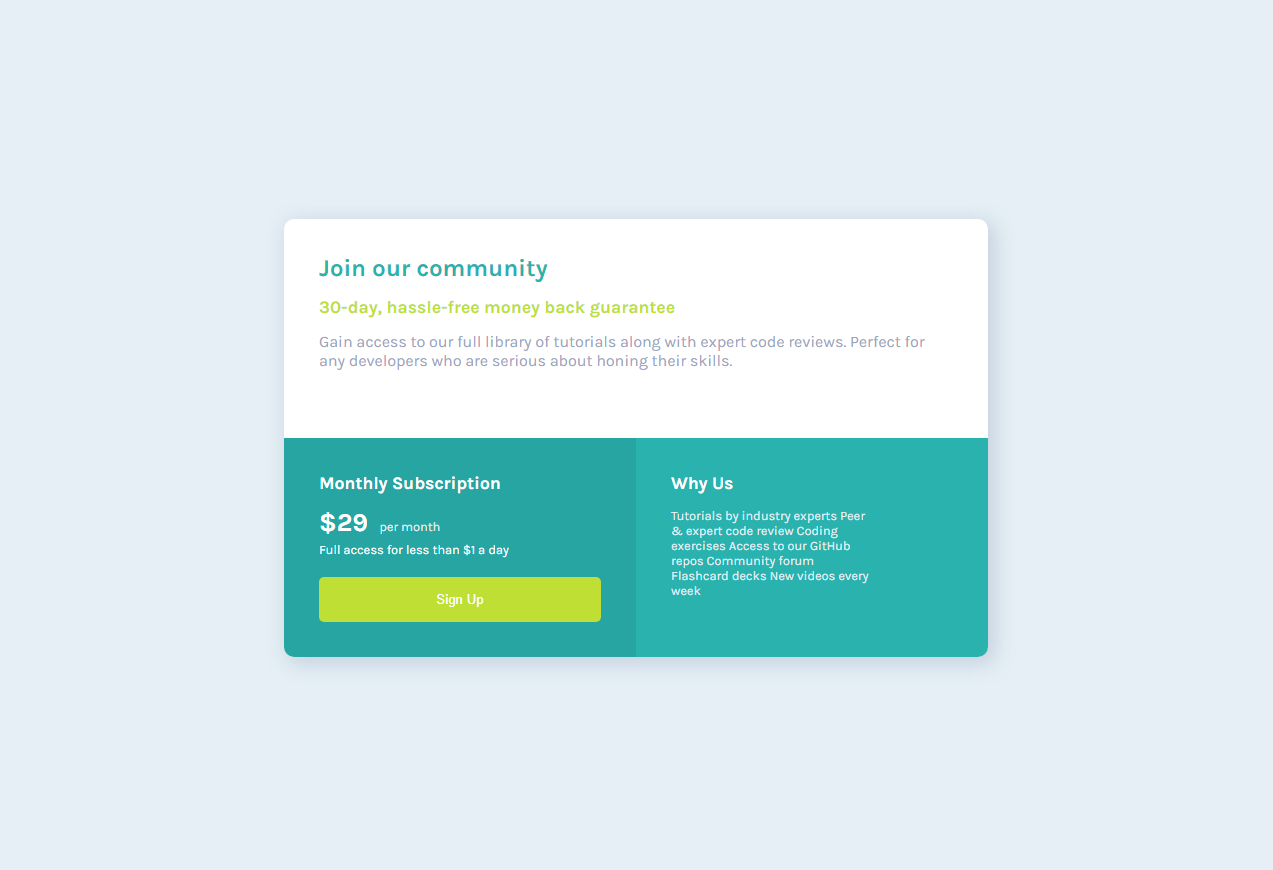 Join our community
30-day, hassle-free money back guarantee
Gain access to our full library of tutorials along with expert code reviews. Perfect for
any developers who are serious about honing their skills.
Monthly Subscription
$29 per month
Full access for less than $1 a day
Sign Up
Why Us
Tutorials by industry experts Peer
& expert code review Coding
exercises Access to our GitHub
repos Community forum
Flashcard decks New videos every
week